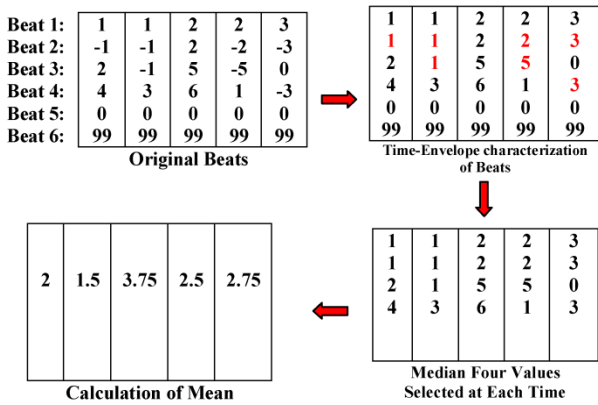 Beat 1: 1 1 2 2 3
Beat 2: -1 -1 2 -2 -3
Beat 3: 2 -1 5 -5 0
Beat 4: 4 3 6 1 -3
Beat 5: 0 0 0 0 0
Beat 6: 99 99 99 99 99
Original Beats
1 1 2 2 3
1 1 2 2 3
2 1 5 5 0
4 3 6 1 3
0 0 0 0 0
99 99 99 99 99
Time-Envelope characterization
of Beats
1 1 2 2 3
1 1 2 2 3
2 1 5 5 0
4 3 6 1 3
Median Four Values
Selected at Each Time
2 1.5 3.75 2.5 2.75
Calculation of Mean